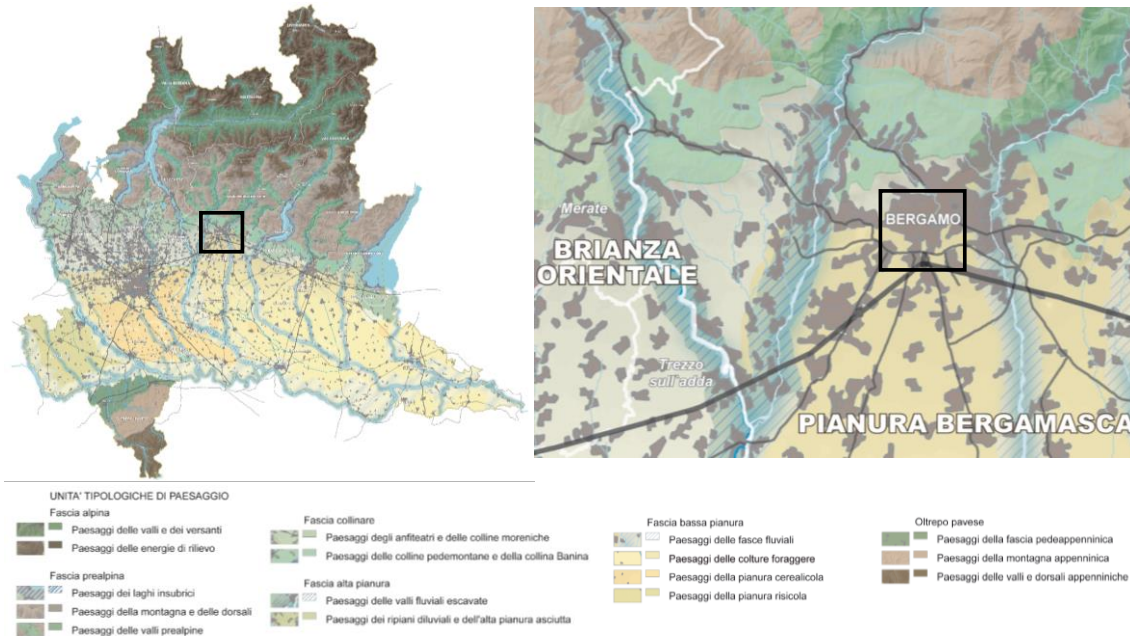 BERGAMO
Merate
BRIANZA
ORIENTALE
Trezzo
sull'adda
PIANURA BERGAMASCA
UNITA' TIPOLOGICHE DI PAESAGGIO
Fascia alpina
Paesaggi delle valli e dei versanti
Paesaggi delle energie di rilievo
Fascia prealpina
Paesaggi dei laghi insubrici
Paesaggi della montagna e delle dorsali
Paesaggi delle valli prealpine
Fascia collinare
Paesaggi degli anfiteatri e delle colline moreniche
Paesaggi delle colline pedemontane e della collina Banina
Fascia alta pianura
Paesaggi delle valli fluviali escavate
Paesaggi dei ripiani diluviali e dell'alta pianura asciutta
Fascia bassa pianura
Paesaggi delle fasce fluviali
Paesaggi delle colture foraggere
Paesaggi della pianura cerealicola
Paesaggi della pianura risicola
Oltrepo pavese
Paesaggi della fascia pedeappenninica
Paesaggi della montagna appenninica
Paesaggi delle valli e dorsali appenniniche